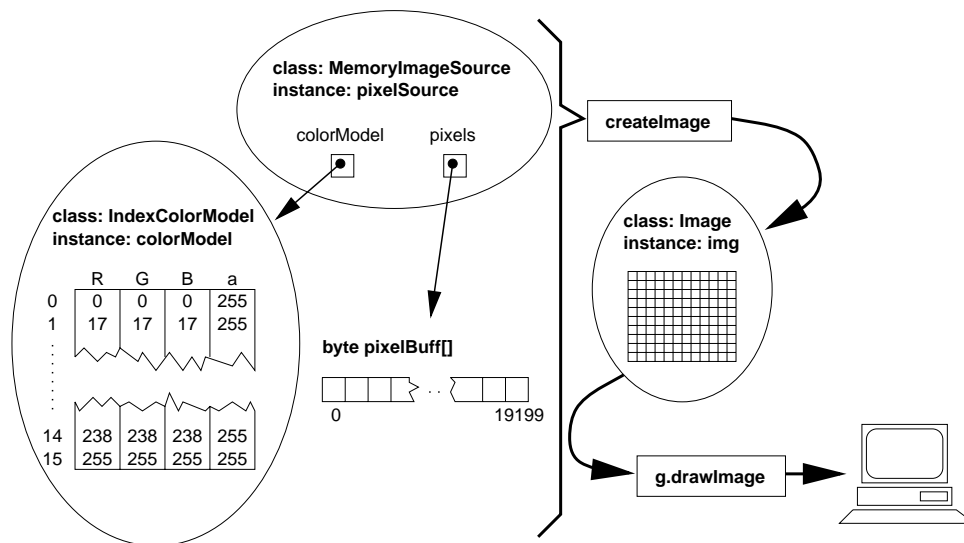 class: MemoryImageSource
instance: pixelSource
colorModel pixels
createImage
class: IndexColorModel
instance: colorModel
R G B a
0 0 0 0 255
1 17 17 17 255
14 238 238 238 255
15 255 255 255 255
byte pixelBuff[]
. .
0 19199
class: Image
instance: img
g.drawImage